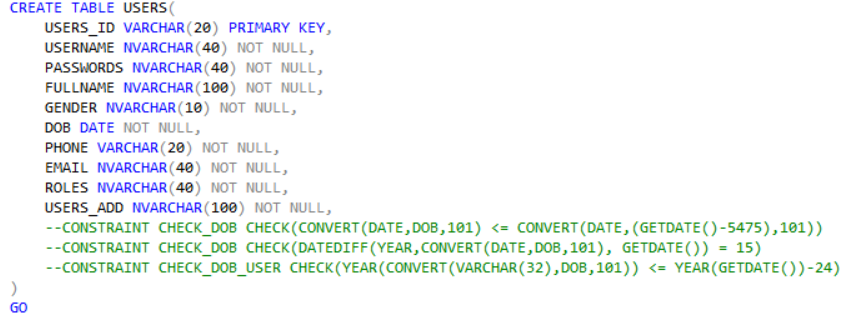 CREATE TABLE USERS(
    USERS_ID VARCHAR(20) PRIMARY KEY,
    USERNAME NVARCHAR(40) NOT NULL,
    PASSWORDS NVARCHAR(40) NOT NULL,
    FULLNAME NVARCHAR(100) NOT NULL,
    GENDER NVARCHAR(10) NOT NULL,
    DOB DATE NOT NULL,
    PHONE VARCHAR(20) NOT NULL,
    EMAIL NVARCHAR(40) NOT NULL,
    ROLES NVARCHAR(40) NOT NULL,
    USERS_ADD NVARCHAR(100) NOT NULL,
    --CONSTRAINT CHECK_DOB CHECK(CONVERT(DATE,DOB,101) <= CONVERT(DATE,(GETDATE()-5475),101))
    --CONSTRAINT CHECK_DOB CHECK(DATEDIFF(YEAR,CONVERT(DATE,DOB,101), GETDATE()) = 15)
    --CONSTRAINT CHECK_DOB_USER CHECK(YEAR(CONVERT(VARCHAR(32),DOB,101)) <= YEAR(GETDATE())-24)
)
GO